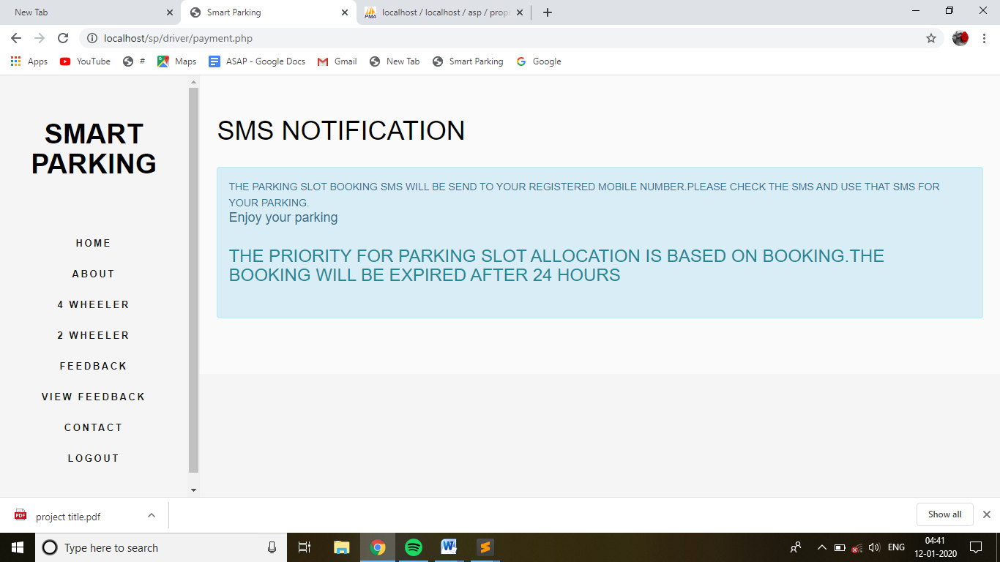 New Tab
Smart Parking
PMA
localhost / localhost / asp / prop
localhost/sp/driver/payment.php
Apps
YouTube
#
Maps
ASAP - Google Docs
Gmail
New Tab
Smart Parking
Google
SMART
PARKING
HOME
ABOUT
4 WHEELER
2 WHEELER
FEEDBACK
VIEW FEEDBACK
CONTACT
LOGOUT
SMS NOTIFICATION
THE PARKING SLOT BOOKING SMS WILL BE SEND TO YOUR REGISTERED MOBILE NUMBER.PLEASE CHECK THE SMS AND USE THAT SMS FOR
YOUR PARKING.
Enjoy your parking
THE PRIORITY FOR PARKING SLOT ALLOCATION IS BASED ON BOOKING.THE
BOOKING WILL BE EXPIRED AFTER 24 HOURS
PDF
project title.pdf
Show all
Type here to search
W
ENG
04:41
12-01-2020